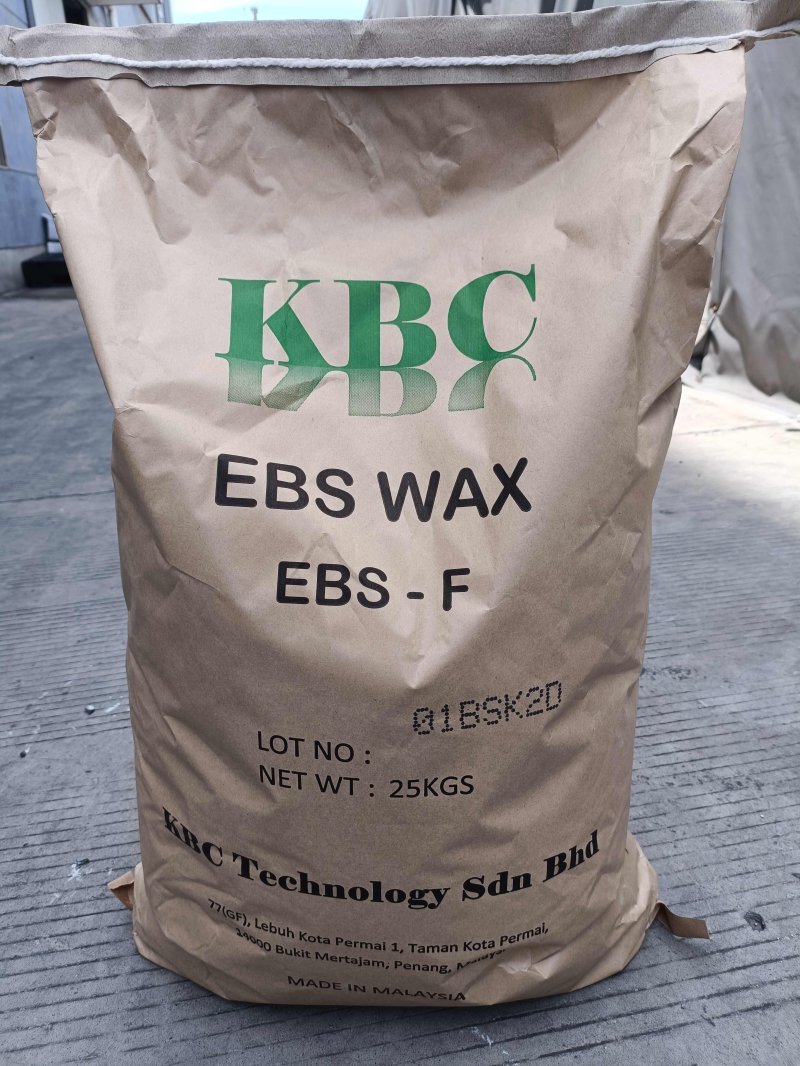 KBC
EBS WAX
EBS - F
01BSK2D
LOT NO :
NET WT : 25KGS
KBC Technology Sdn Bhd
77(GF), Lebuh Kota Permai 1, Taman Kota Permai,
14000 Bukit Mertajam, Penang,
MADE IN MALAYSIA